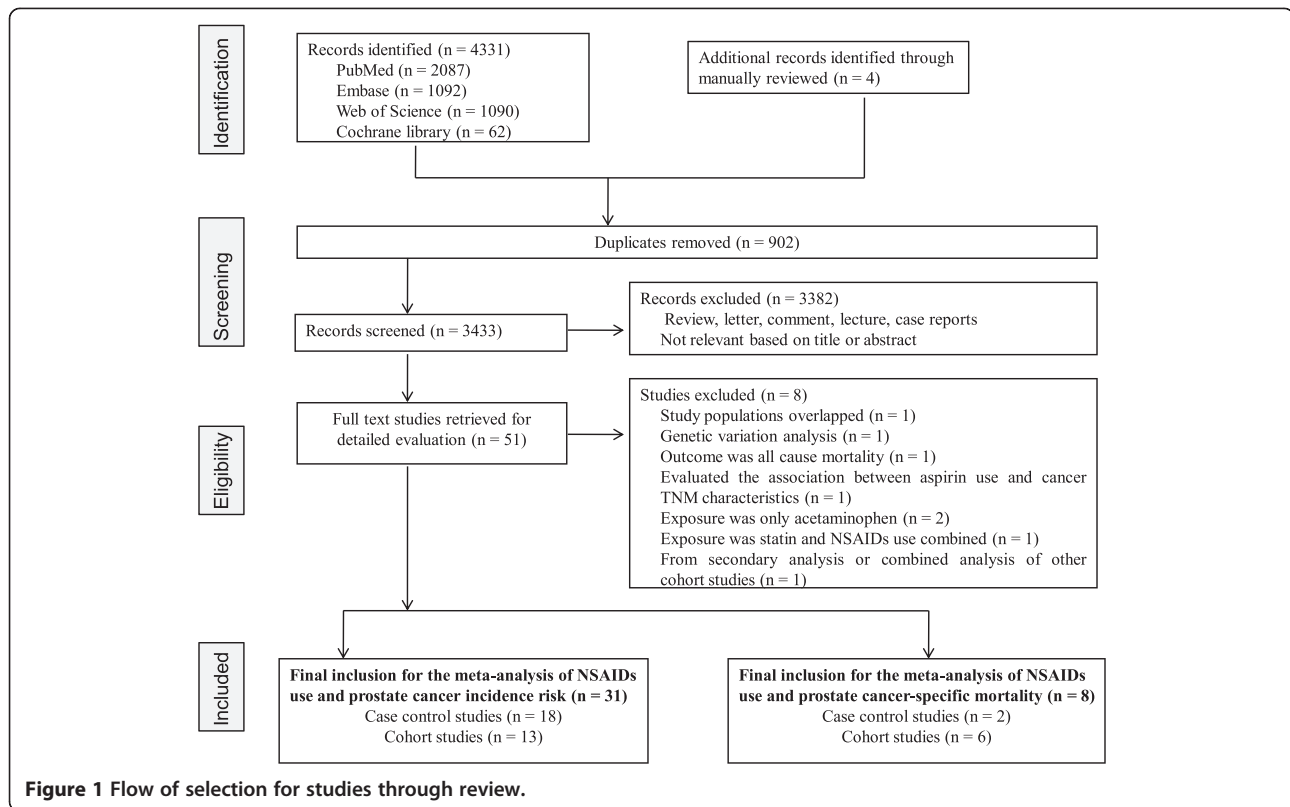 Identification
Records identified (n = 4331)
PubMed (n = 2087)
Embase (n = 1092)
Web of Science (n = 1090)
Cochrane library (n = 62)
Additional records identified through
manually reviewed (n = 4)
Screening
Duplicates removed (n = 902)
Records screened (n = 3433)
Records excluded (n = 3382)
Review, letter, comment, lecture, case reports
Not relevant based on title or abstract
Eligibility
Full text studies retrieved for
detailed evaluation (n = 51)
Studies excluded (n = 8)
Study populations overlapped (n = 1)
Genetic variation analysis (n = 1)
Outcome was all cause mortality (n = 1)
Evaluated the association between aspirin use and cancer
TNM characteristics (n = 1)
Exposure was only acetaminophen (n = 2)
Exposure was statin and NSAIDs use combined (n = 1)
From secondary analysis or combined analysis of other
cohort studies (n = 1)
Included
Final inclusion for the meta-analysis of NSAIDs
use and prostate cancer incidence risk (n = 31)
Case control studies (n = 18)
Cohort studies (n = 13)
Final inclusion for the meta-analysis of NSAIDs
use and prostate cancer-specific mortality (n = 8)
Case control studies (n = 2)
Cohort studies (n = 6)
Figure 1 Flow of selection for studies through review.